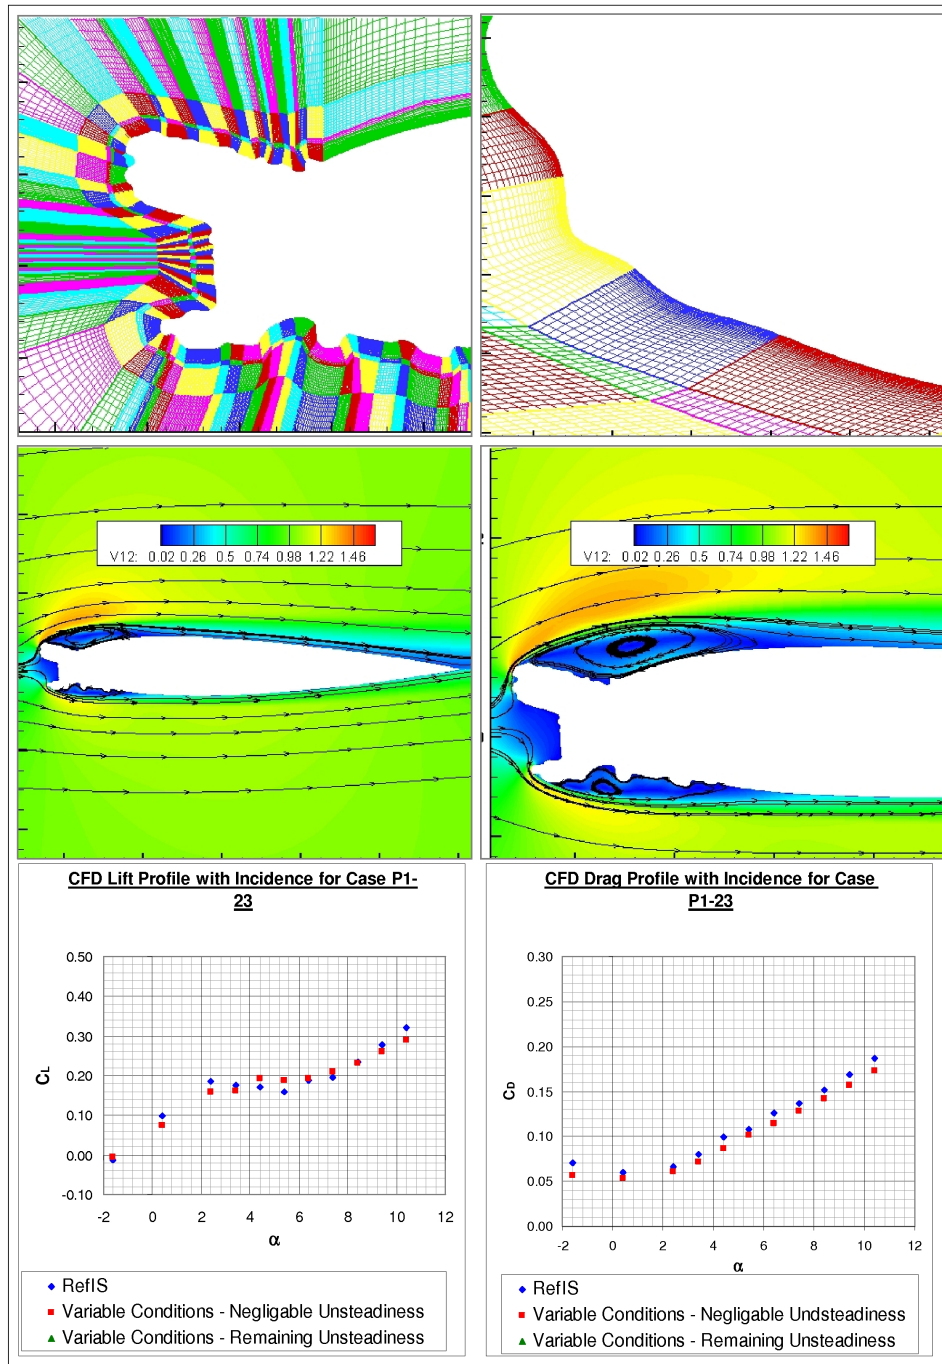 V12: 0.02 0.26 0.5 0.74 0.98 1.22 1.46
V12: 0.02 0.26 0.5 0.74 0.98 1.22 1.46
CFD Lift Profile with Incidence for Case P1-
23
0.50
0.40
0.30
0.20
0.10
0.00
-0.10
CL
-2 0 2 4 6 8 10 12
α
RefIS
Variable Conditions - Negligable Unsteadiness
Variable Conditions - Remaining Unsteadiness
CFD Drag Profile with Incidence for Case
P1-23
0.30
0.25
0.20
0.15
0.10
0.05
0.00
CD
-2 0 2 4 6 8 10 12
α
RefIS
Variable Conditions - Negligable Undsteadiness
Variable Conditions - Remaining Unsteadiness